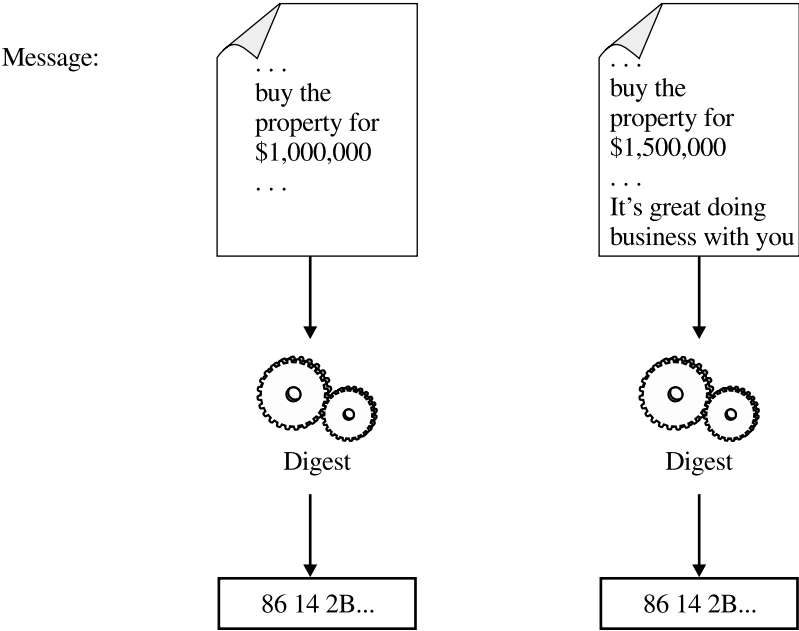 Message:
. . .
buy the
property for
$1,000,000
. . .
. . .
buy the
property for
$1,500,000
. . .
It’s great doing
business with you
Digest
Digest
86 14 2B...
86 14 2B...